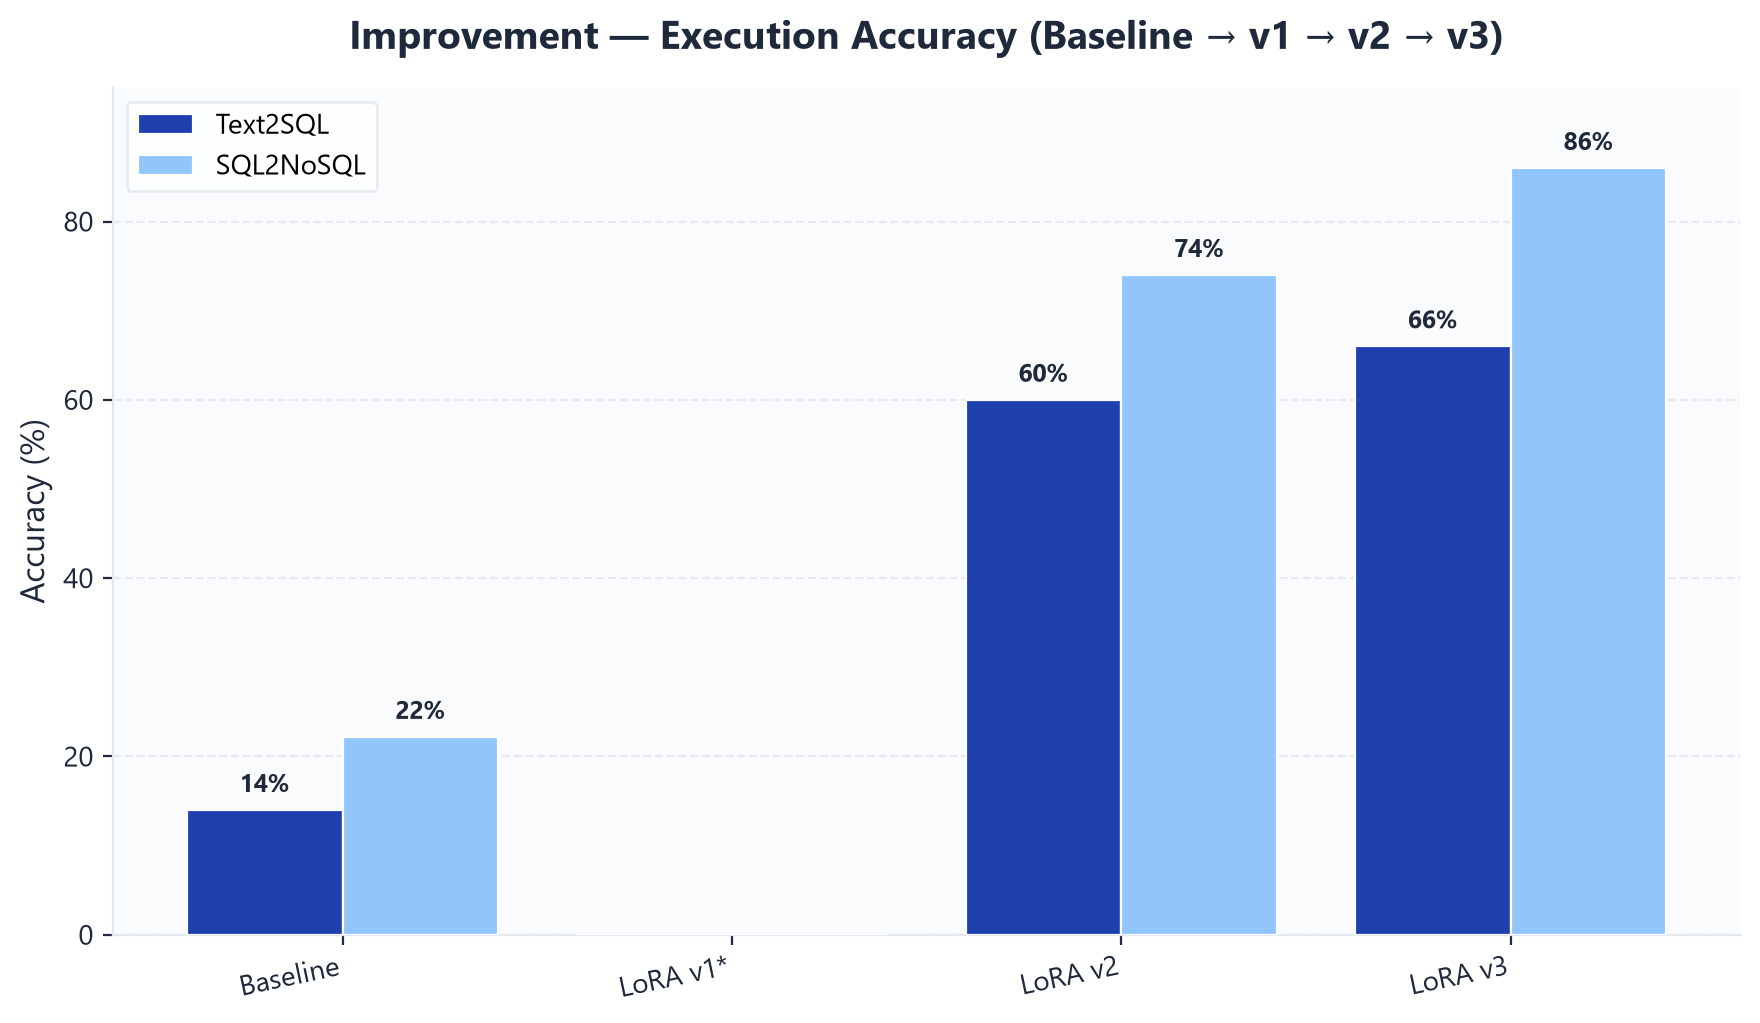 Improvement — Execution Accuracy (Baseline → v1 → v2 → v3)
Text2SQL
SQL2NoSQL
Accuracy (%)
80
60
40
20
0
14%
22%
60%
74%
66%
86%
Baseline
LoRA v1*
LoRA v2
LoRA v3